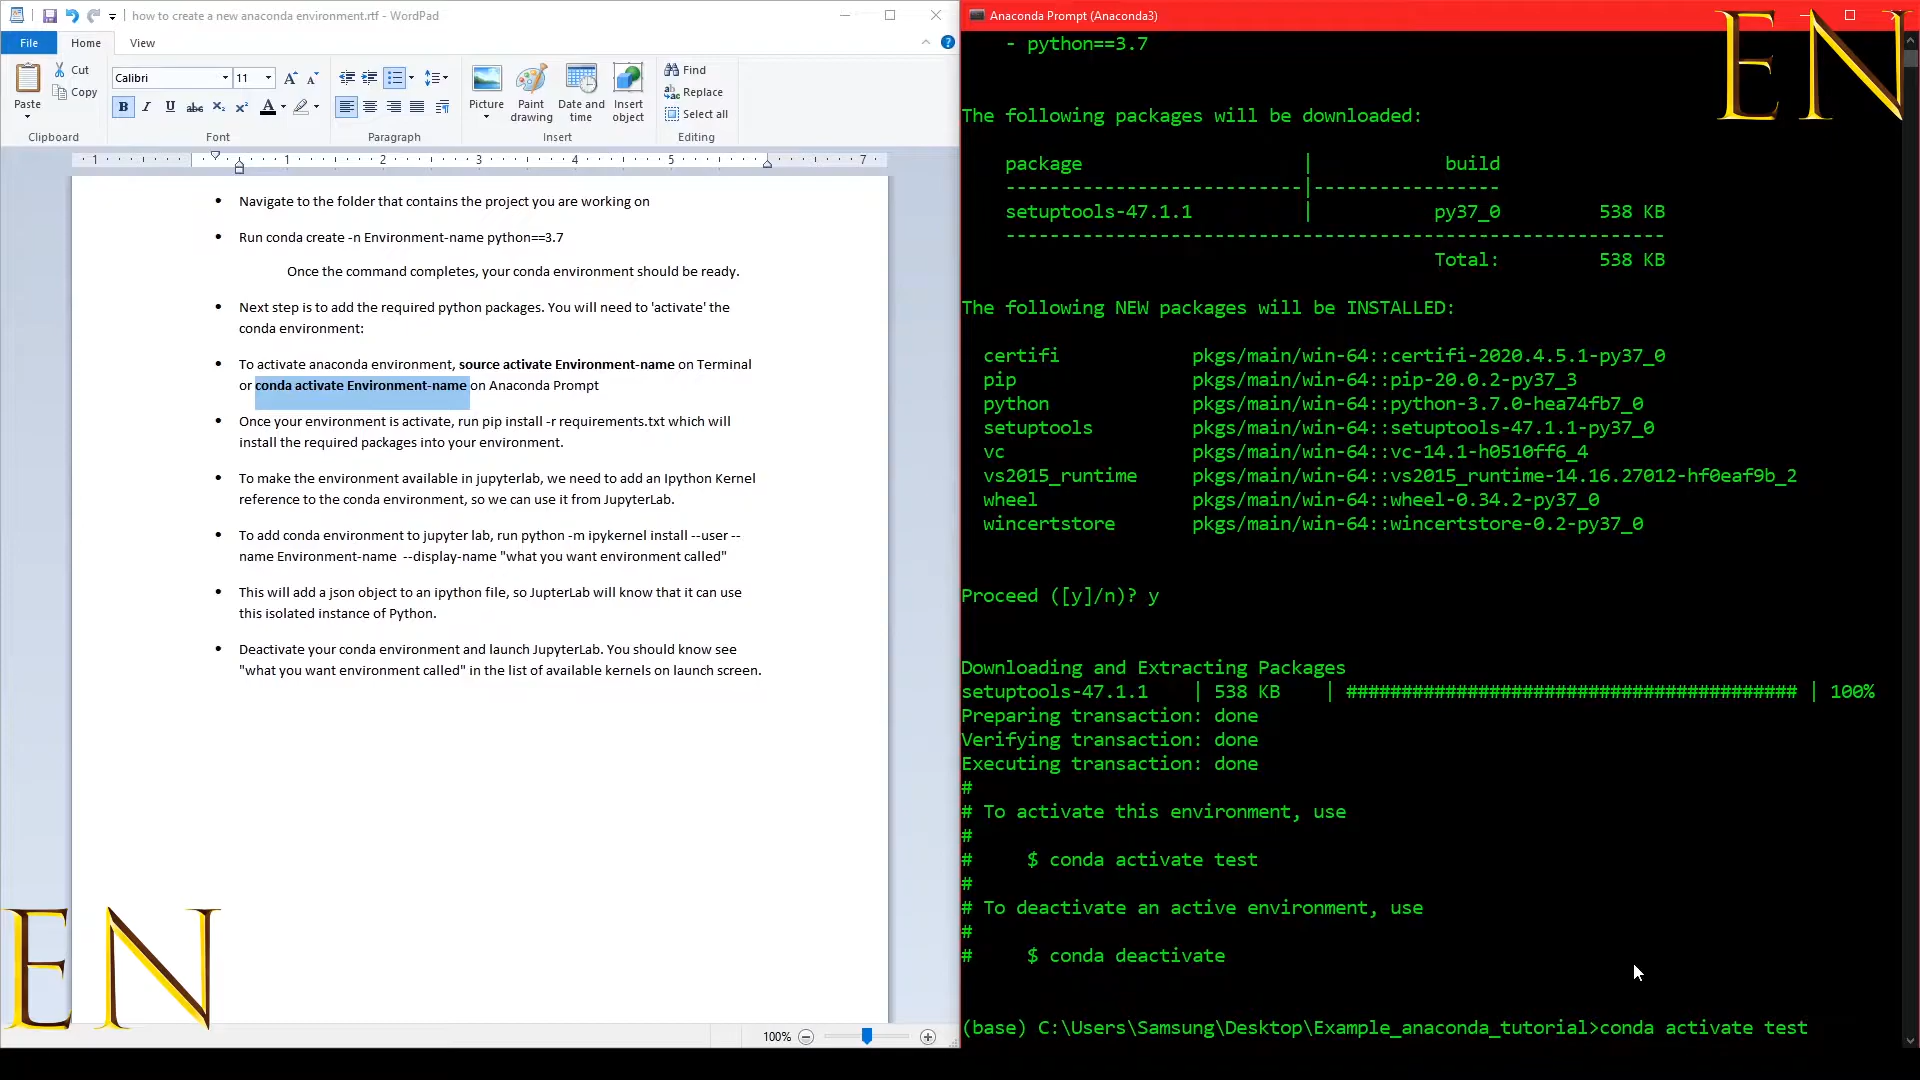 how to create a new anaconda environment.rtf - WordPad
File
Home
View
Paste
Cut
Copy
Clipboard
Calibri
11
B I U abc X₂ X² A
Font
Paragraph
Picture
Paint drawing
Date and time
Insert object
Insert
Find
Replace
Select all
Editing
1 1 2 3 4 5 7
• Navigate to the folder that contains the project you are working on
• Run conda create -n Environment-name python==3.7
Once the command completes, your conda environment should be ready.
• Next step is to add the required python packages. You will need to 'activate' the
conda environment:
• To activate anaconda environment, source activate Environment-name on Terminal
or conda activate Environment-name on Anaconda Prompt
• Once your environment is activate, run pip install -r requirements.txt which will
install the required packages into your environment.
• To make the environment available in jupyterlab, we need to add an Ipython Kernel
reference to the conda environment, so we can use it from JupyterLab.
• To add conda environment to jupyter lab, run python -m ipykernel install --user --
name Environment-name  --display-name "what you want environment called"
• This will add a json object to an ipython file, so JupterLab will know that it can use
this isolated instance of Python.
• Deactivate your conda environment and launch JupyterLab. You should know see
"what you want environment called" in the list of available kernels on launch screen.
EN
100%
Anaconda Prompt (Anaconda3)
EN
- python==3.7
The following packages will be downloaded:
package | build
---------------------------|-----------------
setuptools-47.1.1 | py37_0 538 KB
------------------------------------------------------------
Total: 538 KB
The following NEW packages will be INSTALLED:
certifi pkgs/main/win-64::certifi-2020.4.5.1-py37_0
pip pkgs/main/win-64::pip-20.0.2-py37_3
python pkgs/main/win-64::python-3.7.0-hea74fb7_0
setuptools pkgs/main/win-64::setuptools-47.1.1-py37_0
vc pkgs/main/win-64::vc-14.1-h0510ff6_4
vs2015_runtime pkgs/main/win-64::vs2015_runtime-14.16.27012-hf0eaf9b_2
wheel pkgs/main/win-64::wheel-0.34.2-py37_0
wincertstore pkgs/main/win-64::wincertstore-0.2-py37_0
Proceed ([y]/n)? y
Downloading and Extracting Packages
setuptools-47.1.1 | 538 KB | ######################################### | 100%
Preparing transaction: done
Verifying transaction: done
Executing transaction: done
#
# To activate this environment, use
#
# $ conda activate test
#
# To deactivate an active environment, use
#
# $ conda deactivate
(base) C:\Users\Samsung\Desktop\Example_anaconda_tutorial>conda activate test